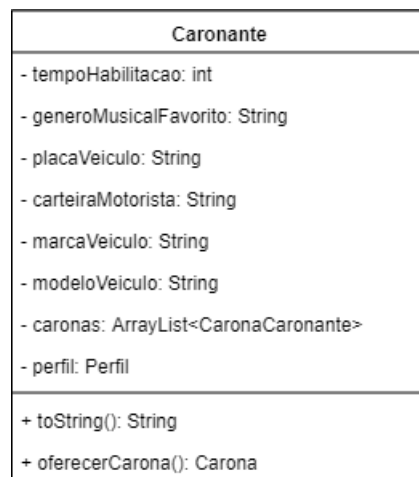 Caronante
- tempoHabilitacao: int
- generoMusicalFavorito: String
- placaVeiculo: String
- carteiraMotorista: String
- marcaVeiculo: String
- modeloVeiculo: String
- caronas: ArrayList<CaronaCaronante>
- perfil: Perfil
+ toString(): String
+ oferecerCarona(): Carona